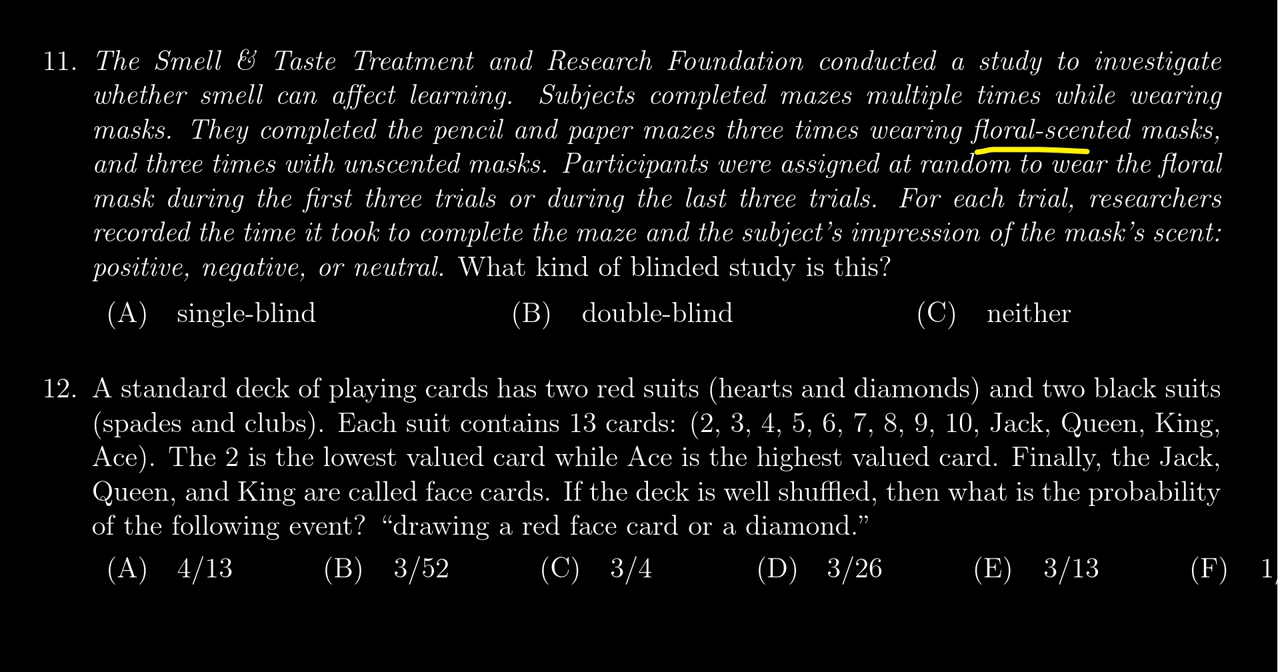 11. The Smell & Taste Treatment and Research Foundation conducted a study to investigate
whether smell can affect learning. Subjects completed mazes multiple times while wearing
masks. They completed the pencil and paper mazes three times wearing floral-scented masks,
and three times with unscented masks. Participants were assigned at random to wear the floral
mask during the first three trials or during the last three trials. For each trial, researchers
recorded the time it took to complete the maze and the subject's impression of the mask's scent:
positive, negative, or neutral. What kind of blinded study is this?
(A) single-blind (B) double-blind (C) neither
12. A standard deck of playing cards has two red suits (hearts and diamonds) and two black suits
(spades and clubs). Each suit contains 13 cards: (2, 3, 4, 5, 6, 7, 8, 9, 10, Jack, Queen, King,
Ace). The 2 is the lowest valued card while Ace is the highest valued card. Finally, the Jack,
Queen, and King are called face cards. If the deck is well shuffled, then what is the probability
of the following event? “drawing a red face card or a diamond.”
(A) 4/13 (B) 3/52 (C) 3/4 (D) 3/26 (E) 3/13 (F) 1